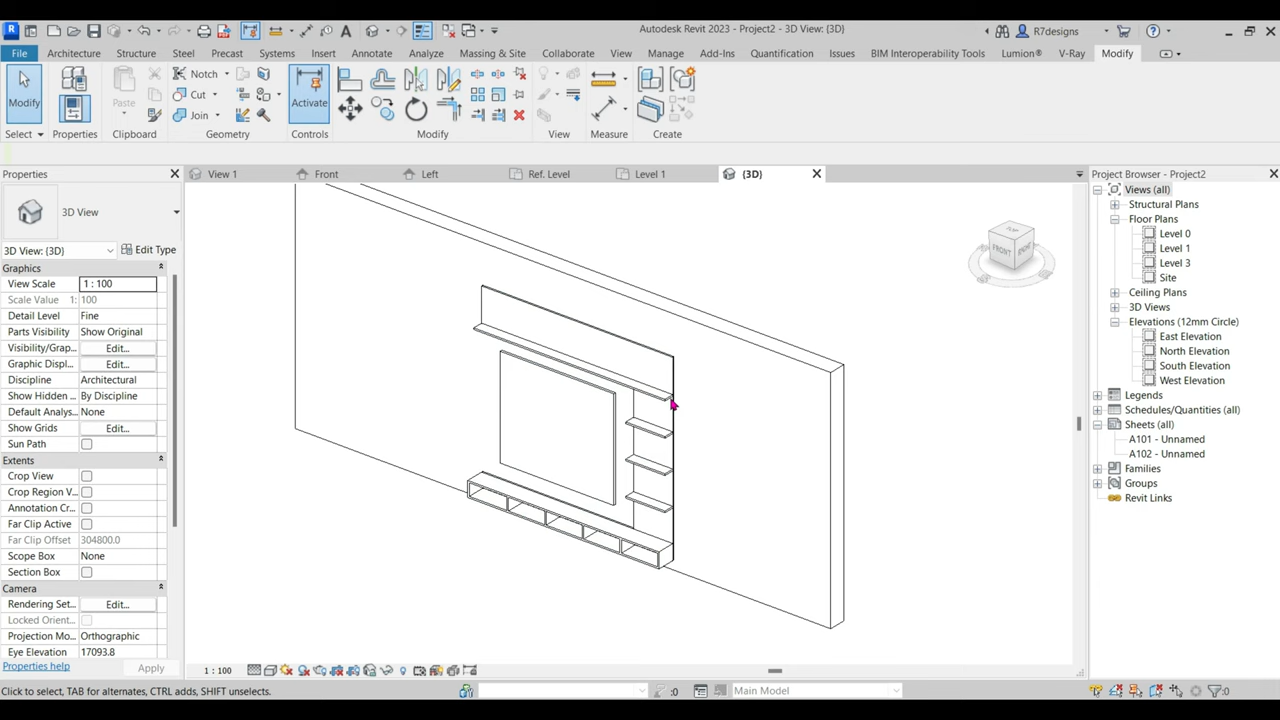 Autodesk Revit 2023 - Project2 - 3D View: {3D}
R7designs
File Architecture Structure Steel Precast Systems Insert Annotate Analyze Massing & Site Collaborate View Manage Add-Ins Quantification Issues BIM Interoperability Tools Lumion® V-Ray Modify
Modify Paste Notch Cut Join Activate
Select Properties Clipboard Geometry Controls Modify View Measure Create
Properties
View 1 Front Left Ref. Level Level 1 {3D}
Project Browser - Project2
3D View
3D View: {3D} Edit Type
Graphics
View Scale 1 : 100
Scale Value 1: 100
Detail Level Fine
Parts Visibility Show Original
Visibility/Grap... Edit...
Graphic Displ... Edit...
Discipline Architectural
Show Hidden ... By Discipline
Default Analys... None
Show Grids Edit...
Sun Path
Extents
Crop View
Crop Region V...
Annotation Cr...
Far Clip Active
Far Clip Offset 304800.0
Scope Box None
Section Box
Camera
Rendering Set... Edit...
Locked Orient...
Projection Mo... Orthographic
Eye Elevation 17093.8
Properties help Apply
TOP
FRONT RIGHT
Views (all)
Structural Plans
Floor Plans
Level 0
Level 1
Level 3
Site
Ceiling Plans
3D Views
Elevations (12mm Circle)
East Elevation
North Elevation
South Elevation
West Elevation
Legends
Schedules/Quantities (all)
Sheets (all)
A101 - Unnamed
A102 - Unnamed
Families
Groups
Revit Links
1 : 100
Click to select, TAB for alternates, CTRL adds, SHIFT unselects.
:0
Main Model
:0